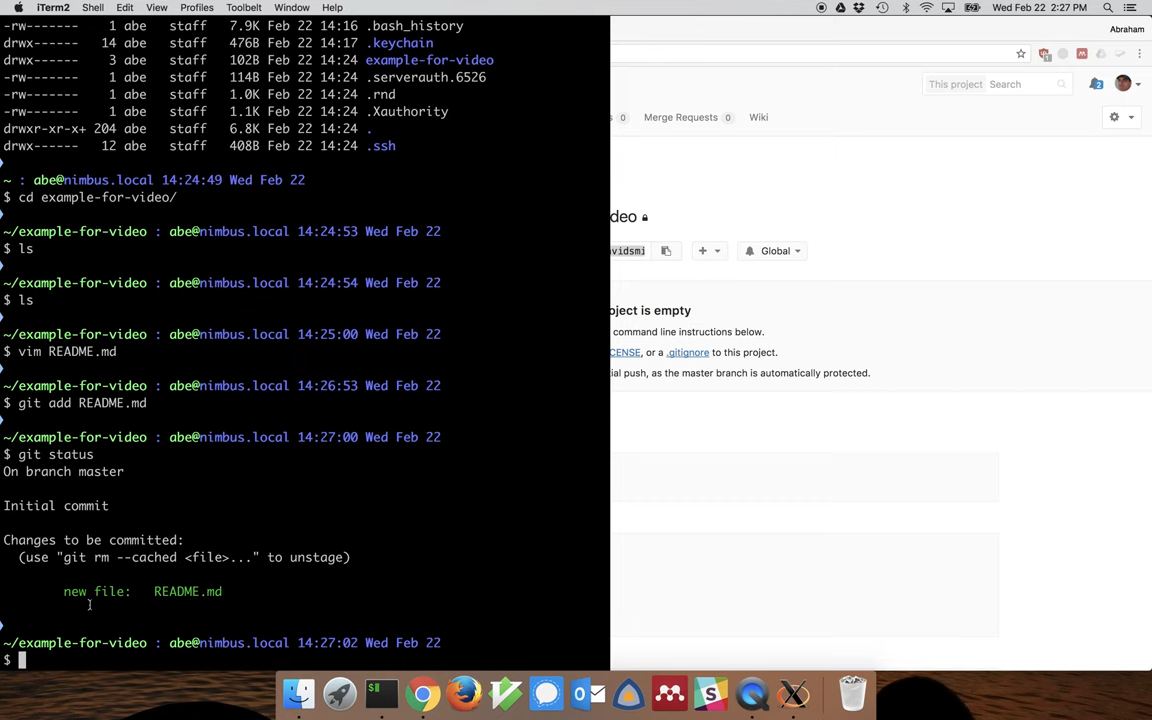 iTerm2 Shell Edit View Profiles Toolbelt Window Help Wed Feb 22 2:27 PM
-rw------- 1 abe staff 7.9K Feb 22 14:16 .bash_history
drwx------ 14 abe staff 476B Feb 22 14:17 .keychain
drwx------ 3 abe staff 102B Feb 22 14:24 example-for-video
-rw------- 1 abe staff 114B Feb 22 14:24 .serverauth.6526
-rw------- 1 abe staff 1.0K Feb 22 14:24 .rnd
-rw------- 1 abe staff 1.1K Feb 22 14:24 .Xauthority
drwxr-xr-x+ 204 abe staff 6.8K Feb 22 14:24 .
drwx------ 12 abe staff 408B Feb 22 14:24 .ssh
~ : abe@nimbus.local 14:24:49 Wed Feb 22
$ cd example-for-video/
~/example-for-video : abe@nimbus.local 14:24:53 Wed Feb 22
$ ls
~/example-for-video : abe@nimbus.local 14:24:54 Wed Feb 22
$ ls
~/example-for-video : abe@nimbus.local 14:25:00 Wed Feb 22
$ vim README.md
~/example-for-video : abe@nimbus.local 14:26:53 Wed Feb 22
$ git add README.md
~/example-for-video : abe@nimbus.local 14:27:00 Wed Feb 22
$ git status
On branch master
Initial commit
Changes to be committed:
(use "git rm --cached <file>..." to unstage)
new file: README.md
~/example-for-video : abe@nimbus.local 14:27:02 Wed Feb 22
$
Abraham
This project Search 2
s 0 Merge Requests 0 Wiki
deo
vidsmi + Global
oject is empty
command line instructions below.
CENSE, or a .gitignore to this project.
ial push, as the master branch is automatically protected.